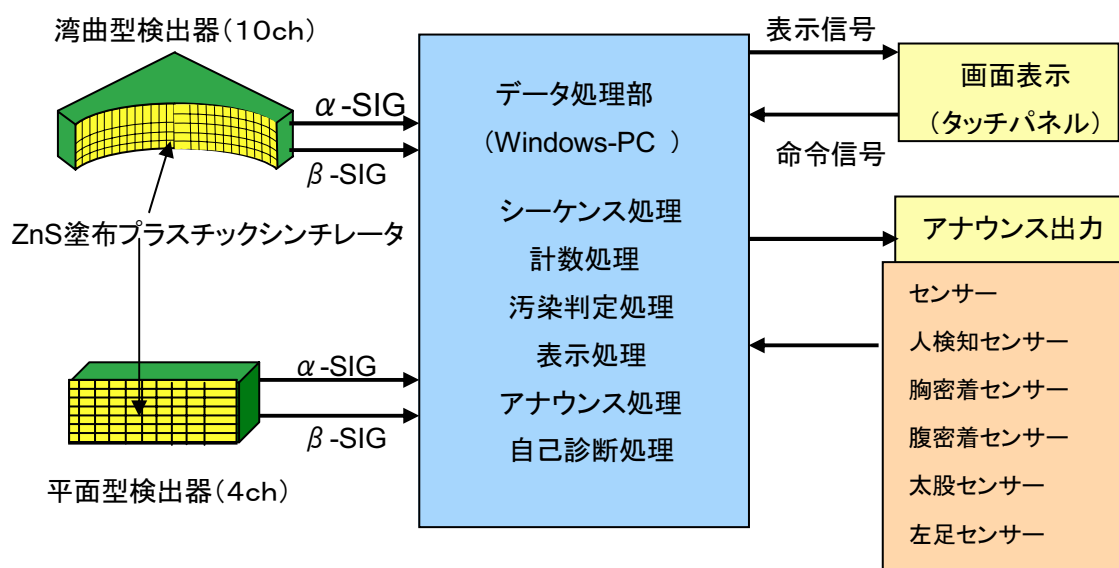 湾曲型検出器(10ch)
α-SIG
β-SIG
ZnS塗布プラスチックシンチレータ
α-SIG
β-SIG
平面型検出器(4ch)
データ処理部
(Windows-PC )
シーケンス処理
計数処理
汚染判定処理
表示処理
アナウンス処理
自己診断処理
表示信号
命令信号
画面表示
(タッチパネル)
アナウンス出力
センサー
人検知センサー
胸密着センサー
腹密着センサー
太股センサー
左足センサー